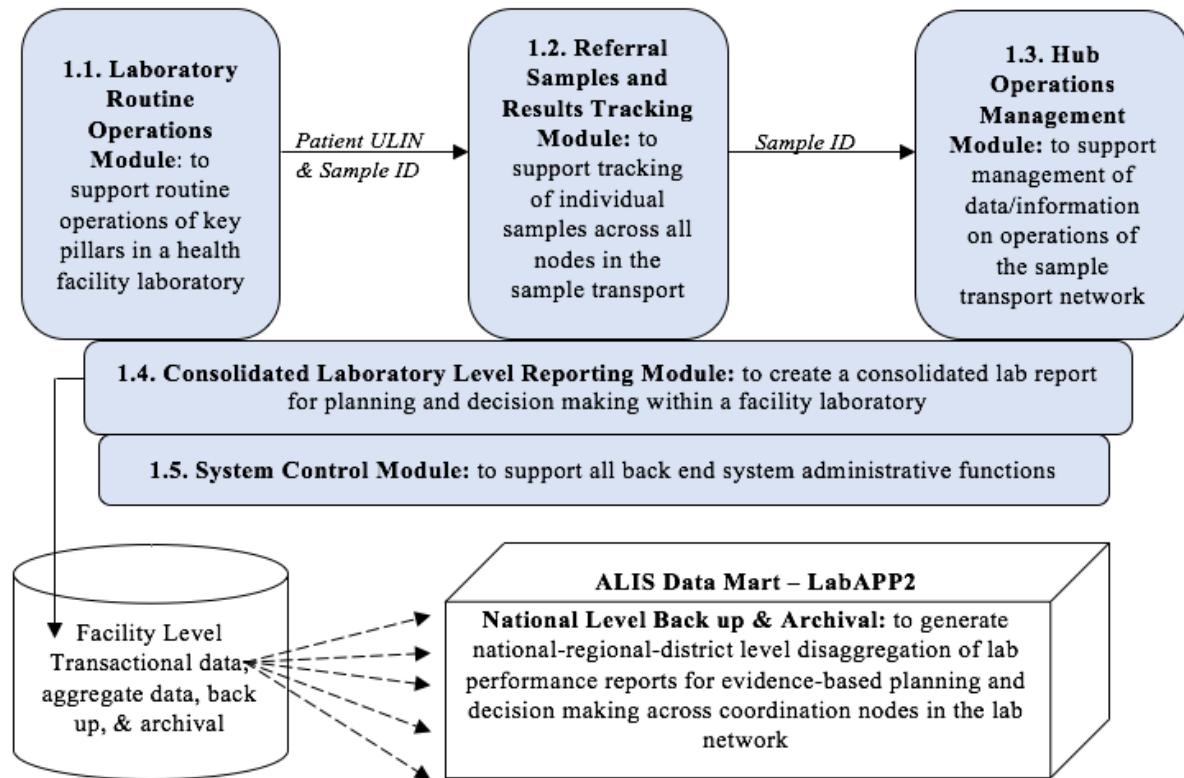 1.1. Laboratory
Routine
Operations
Module: to
support routine
operations of key
pillars in a health
facility laboratory
Patient ULIN
& Sample ID
1.2. Referral
Samples and
Results Tracking
Module: to
support tracking
of individual
samples across all
nodes in the
sample transport
Sample ID
1.3. Hub
Operations
Management
Module: to support
management of
data/information
on operations of
the sample
transport network
1.4. Consolidated Laboratory Level Reporting Module: to create a consolidated lab report
for planning and decision making within a facility laboratory
1.5. System Control Module: to support all back end system administrative functions
Facility Level
Transactional data,
aggregate data, back
up, & archival
ALIS Data Mart – LabAPP2
National Level Back up & Archival: to generate
national-regional-district level disaggregation of lab
performance reports for evidence-based planning and
decision making across coordination nodes in the lab
network